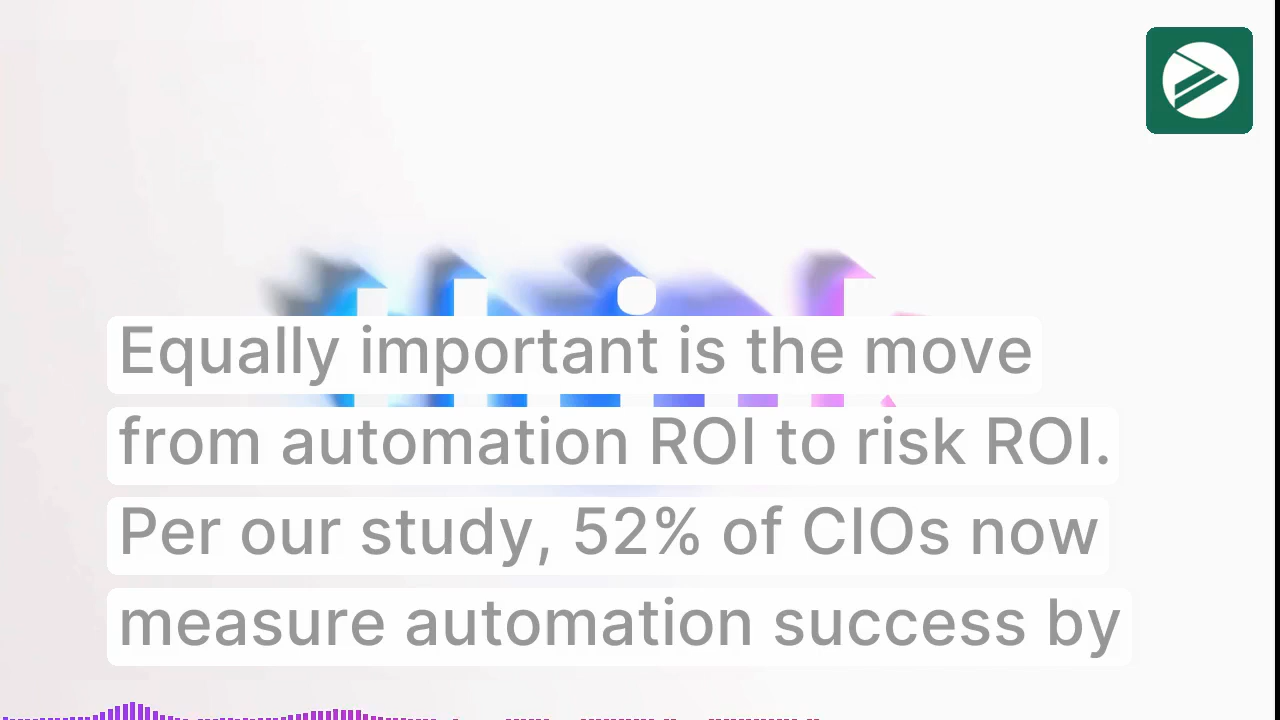 Equally important is the move
from automation ROI to risk ROI.
Per our study, 52% of CIOs now
measure automation success by